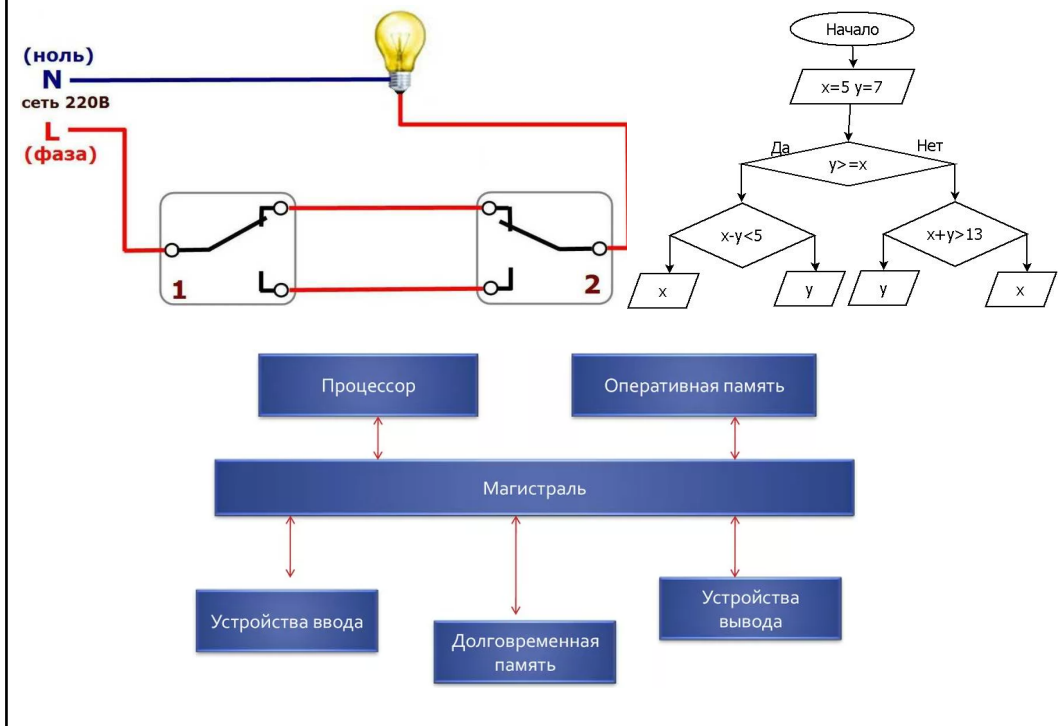 (ноль)
N
сеть 220В
L
(фаза)
1
2
Начало
x=5 y=7
Да
Нет
y>=x
x-y<5
x+y>13
x
y
y
x
Процессор
Оперативная память
Магистраль
Устройства ввода
Долговременная
память
Устройства
вывода